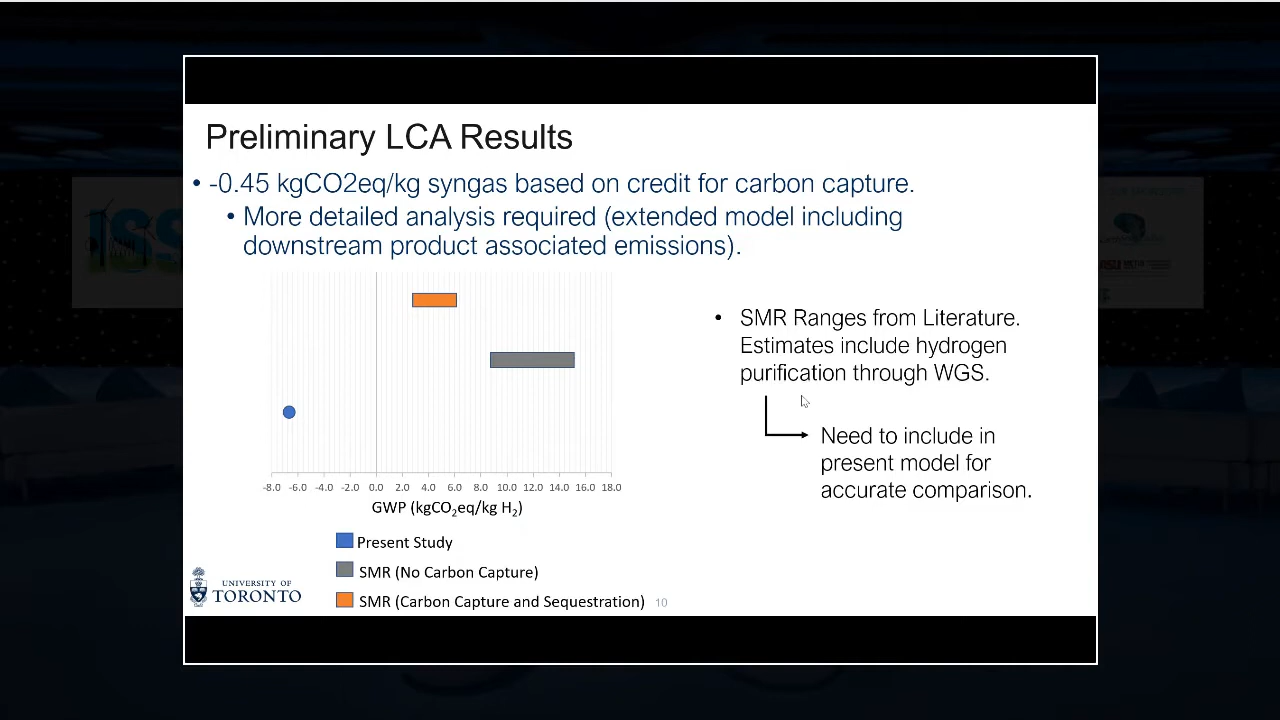 Preliminary LCA Results
• -0.45 kgCO2eq/kg syngas based on credit for carbon capture.
• More detailed analysis required (extended model including
downstream product associated emissions).
• SMR Ranges from Literature.
Estimates include hydrogen
purification through WGS.
Need to include in
present model for
accurate comparison.
-8.0 -6.0 -4.0 -2.0 0.0 2.0 4.0 6.0 8.0 10.0 12.0 14.0 16.0 18.0
GWP (kgCO2eq/kg H2)
Present Study
SMR (No Carbon Capture)
SMR (Carbon Capture and Sequestration)
10
UNIVERSITY OF
TORONTO
ISS